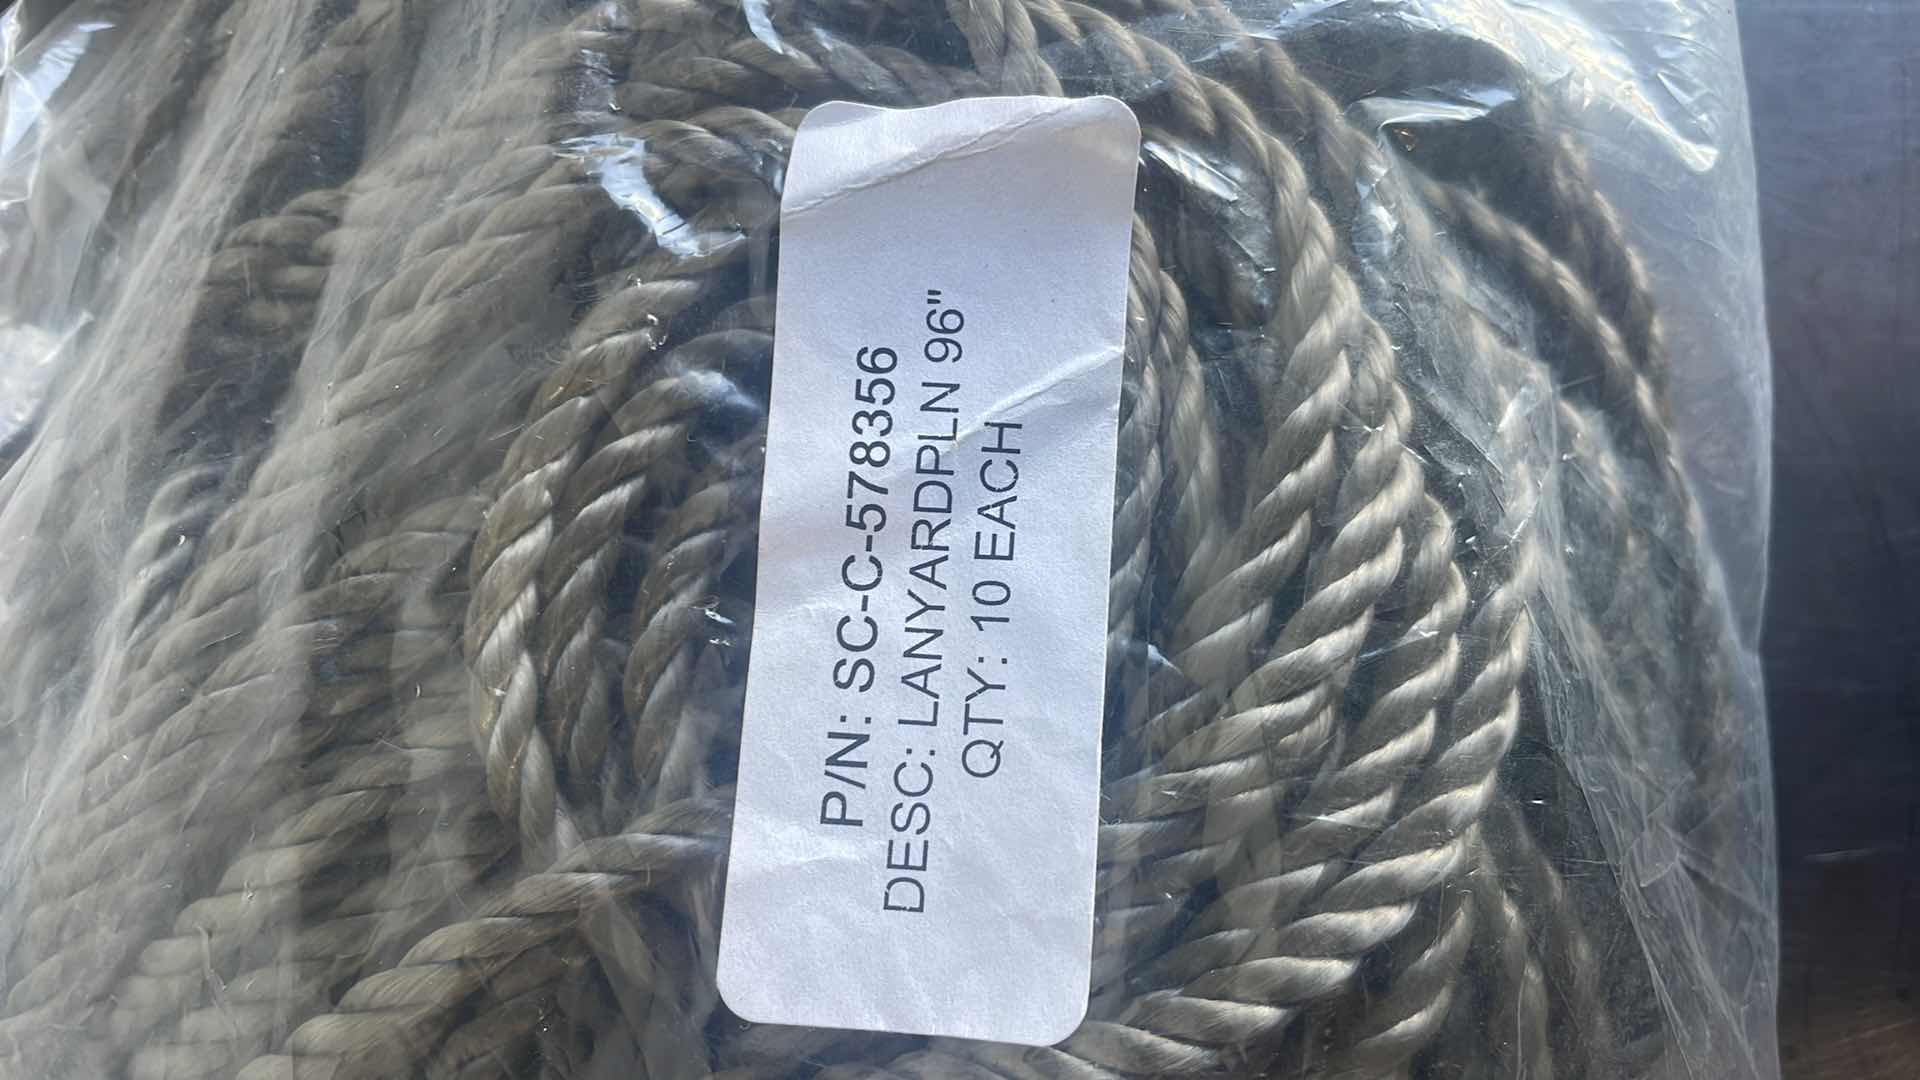 P/N: SC-C-578356
DESC: LANYARDPLN 96"
QTY: 10 EACH